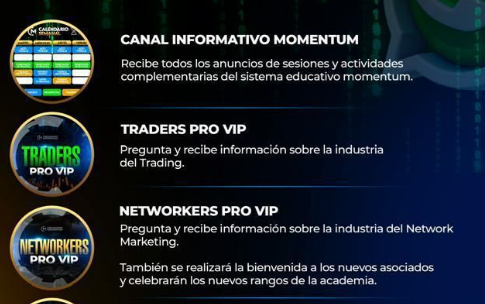 CALENDARIO
SEMANAL
CANAL INFORMATIVO MOMENTUM
Recibe todos los anuncios de sesiones y actividades
complementarias del sistema educativo momentum.
TRADERS
PRO VIP
TRADERS PRO VIP
Pregunta y recibe información sobre la industria
del Trading.
NETWORKERS
PRO VIP
NETWORKERS PRO VIP
Pregunta y recibe información sobre la industria del Network
Marketing.
También se realizará la bienvenida a los nuevos asociados
y celebrarán los nuevos rangos de la academia.